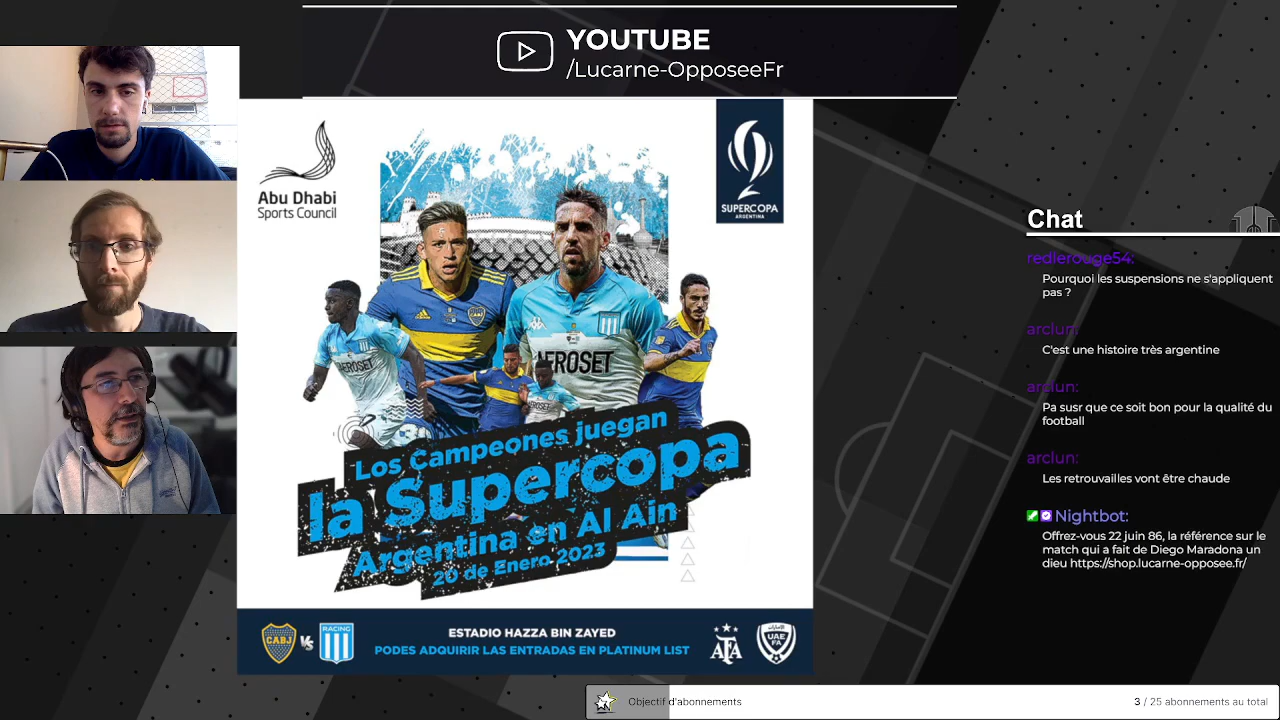 YOUTUBE
/Lucarne-OpposeeFr
Abu Dhabi
Sports Council
SUPERCOPA
ARGENTINA
AEROSET
AEROSET
AEROSET
Los Campeones juegan
la Supercopa
Argentina en Al Ain
20 de Enero 2023
CABJ
VS
RACING
ESTADIO HAZZA BIN ZAYED
PODES ADQUIRIR LAS ENTRADAS EN PLATINUM LIST
AFA
UAE
FA
Chat
redlerouge54:
Pourquoi les suspensions ne s'appliquent
pas ?
arclun:
C'est une histoire très argentine
arclun:
Pa susr que ce soit bon pour la qualité du
football
arclun:
Les retrouvailles vont être chaude
Nightbot:
Offrez-vous 22 juin 86, la référence sur le
match qui a fait de Diego Maradona un
dieu https://shop.lucarne-opposee.fr/
Objectif d'abonnements
3 / 25 abonnements au total